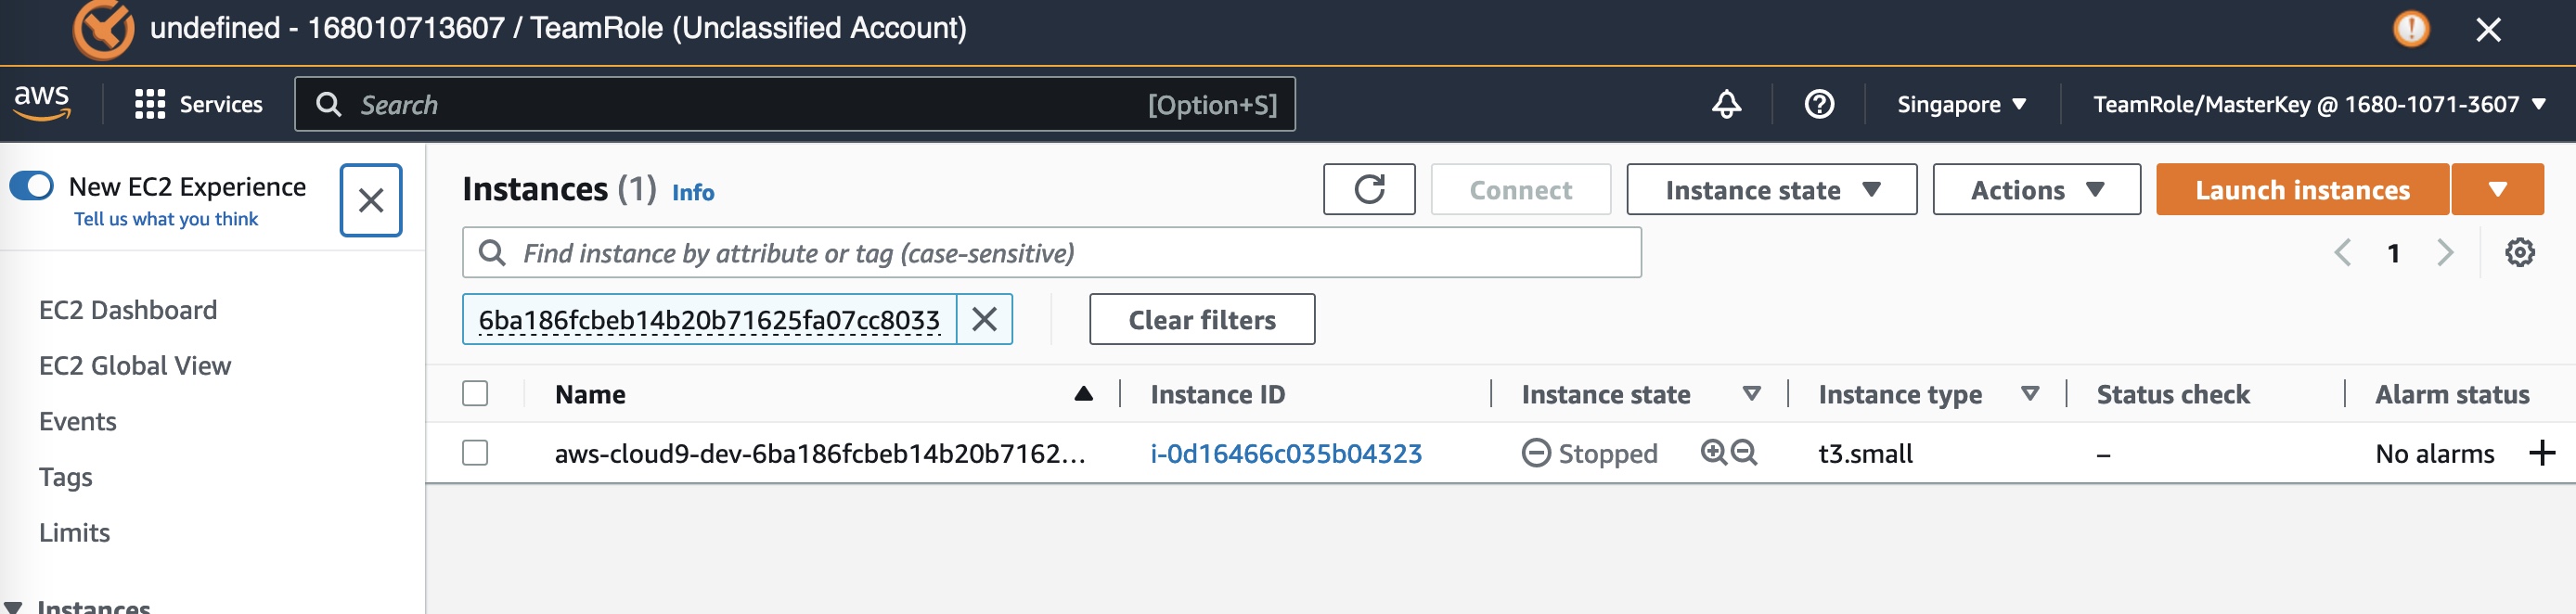 undefined - 168010713607 / TeamRole (Unclassified Account)
aws Services Search [Option+S] Singapore TeamRole/MasterKey @ 1680-1071-3607
New EC2 Experience
Tell us what you think
EC2 Dashboard
EC2 Global View
Events
Tags
Limits
Instances
Instances (1) Info Connect Instance state Actions Launch instances
Find instance by attribute or tag (case-sensitive) 1
6ba186fcbeb14b20b71625fa07cc8033 Clear filters
Name Instance ID Instance state Instance type Status check Alarm status
aws-cloud9-dev-6ba186fcbeb14b20b7162... i-0d16466c035b04323 Stopped t3.small – No alarms +